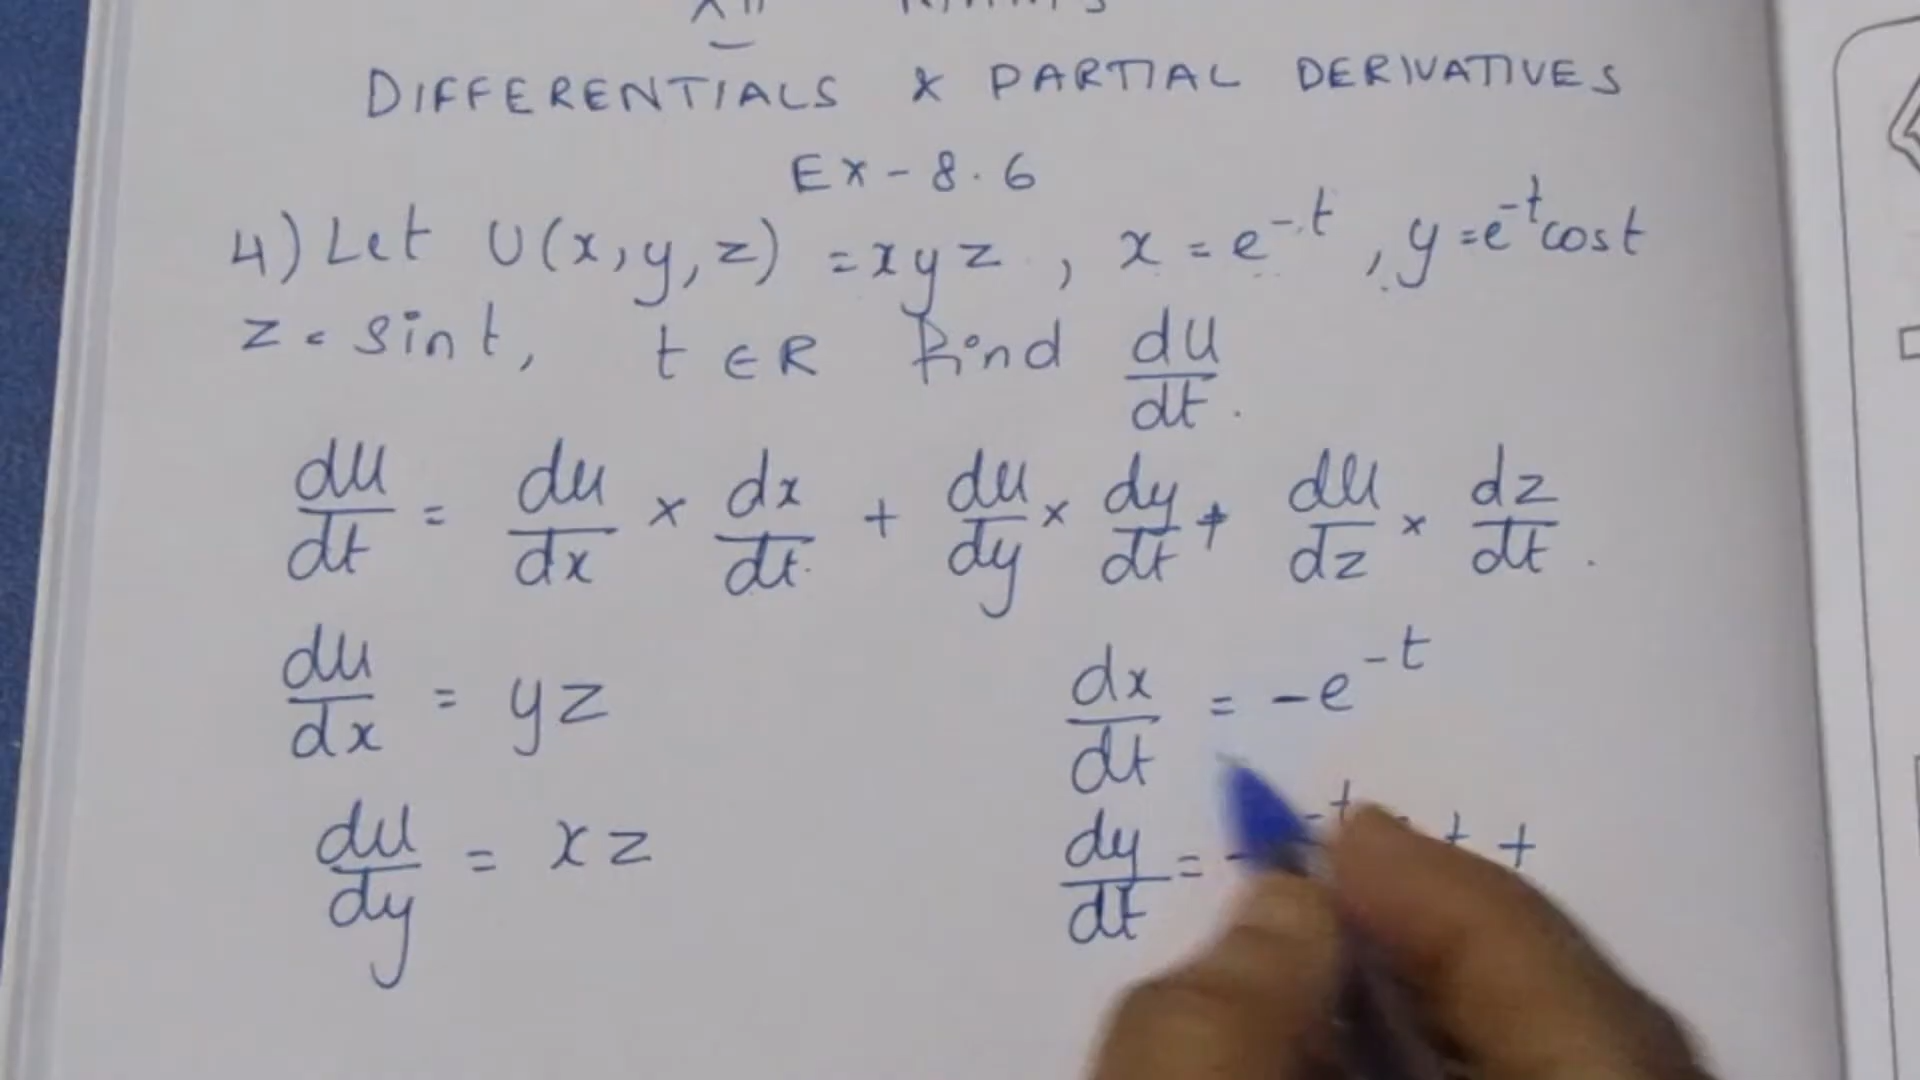 DIFFERENTIALS & PARTIAL DERIVATIVES
Ex - 8.6
4) Let U(x, y, z) = xyz, x = e^{-t}, y = e^{-t} cost
z = sint, t ∈ R Find du/dt.
du/dt = du/dx × dx/dt + du/dy × dy/dt + du/dz × dz/dt.
du/dx = yz dx/dt = -e^{-t}
du/dy = xz dy/dt =